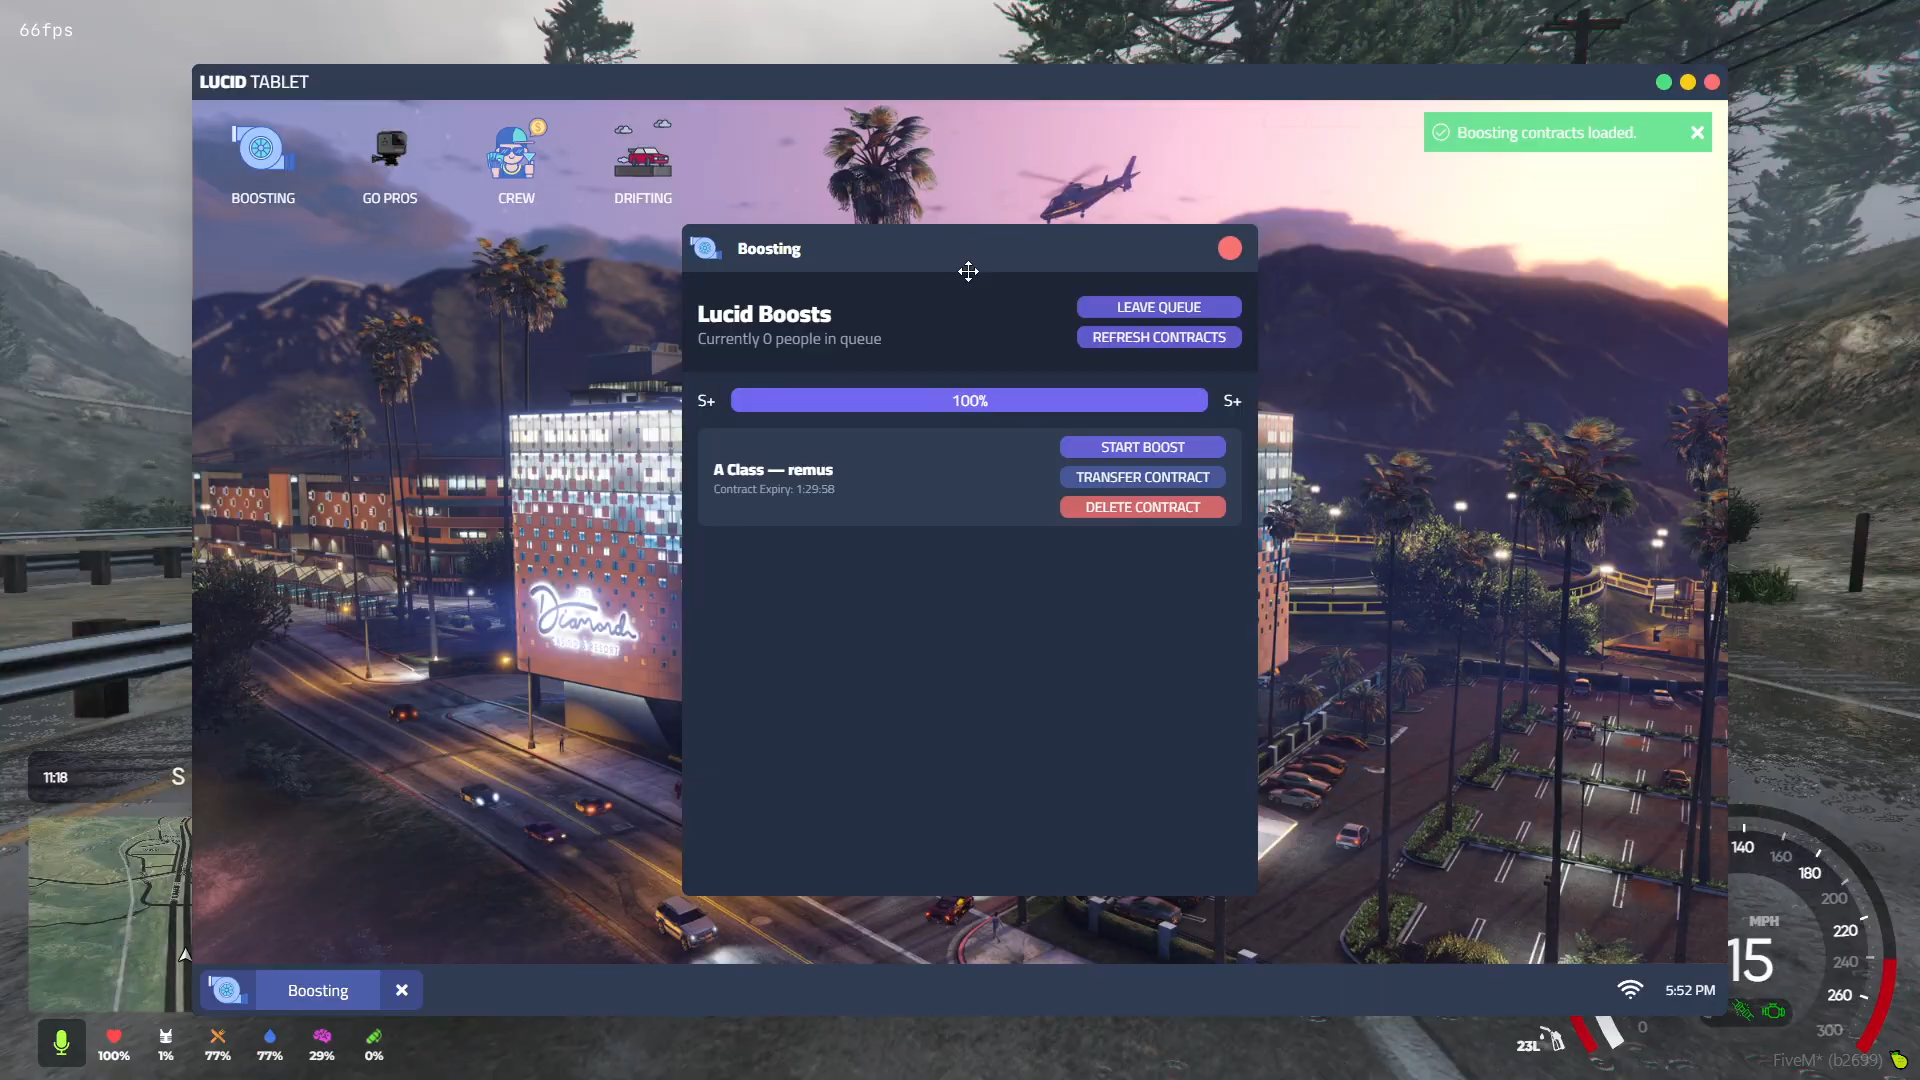 66fps
LUCID TABLET
BOOSTING
GO PROS
CREW
DRIFTING
Boosting contracts loaded.
Boosting
Lucid Boosts
Currently 0 people in queue
LEAVE QUEUE
REFRESH CONTRACTS
S+
100%
S+
A Class — remus
Contract Expiry: 1:29:58
START BOOST
TRANSFER CONTRACT
DELETE CONTRACT
Diamond
11:18
S
140
160
180
200
MPH
220
15
240
260
300
0
23L
Boosting
5:52 PM
100%
1%
77%
77%
29%
0%
FiveM* (b2699)